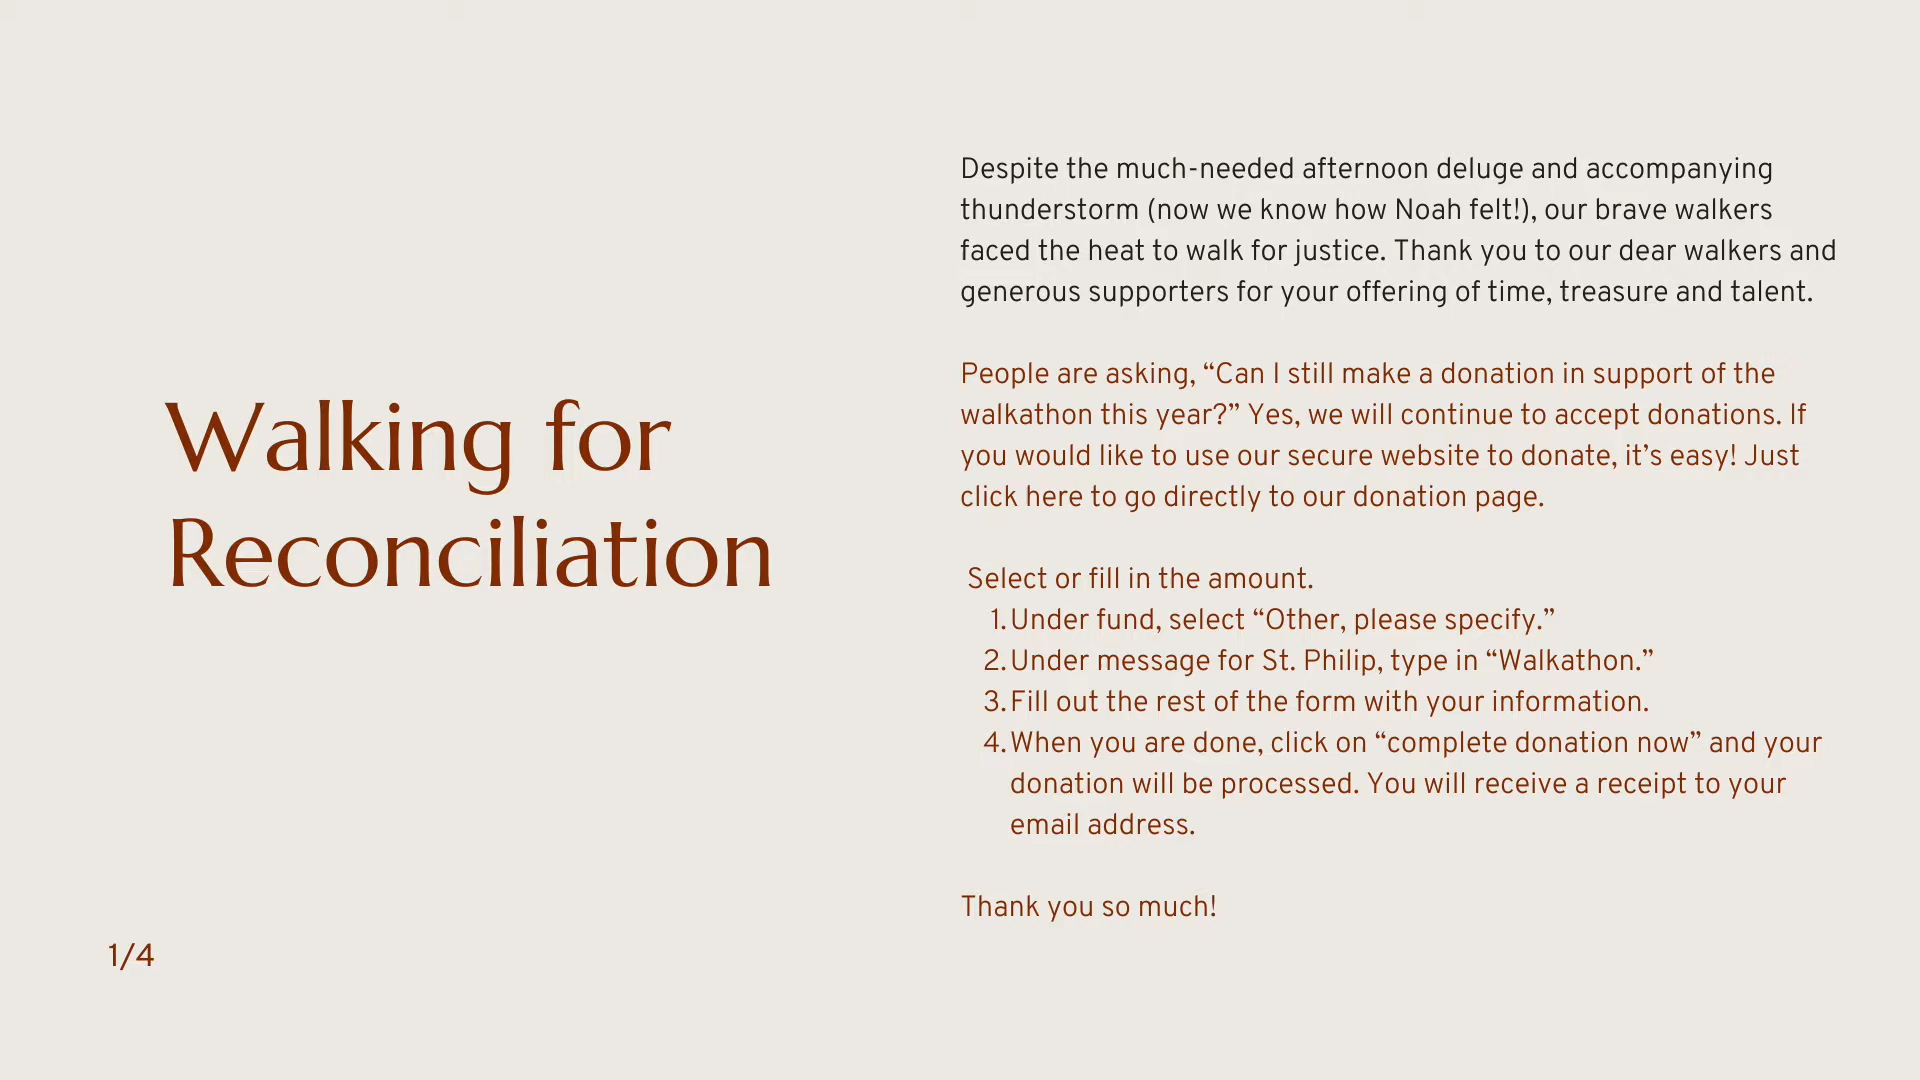 Walking for
Reconciliation
1/4
Despite the much-needed afternoon deluge and accompanying
thunderstorm (now we know how Noah felt!), our brave walkers
faced the heat to walk for justice. Thank you to our dear walkers and
generous supporters for your offering of time, treasure and talent.
People are asking, “Can I still make a donation in support of the
walkathon this year?” Yes, we will continue to accept donations. If
you would like to use our secure website to donate, it’s easy! Just
click here to go directly to our donation page.
Select or fill in the amount.
1. Under fund, select “Other, please specify.”
2. Under message for St. Philip, type in “Walkathon.”
3. Fill out the rest of the form with your information.
4. When you are done, click on “complete donation now” and your
donation will be processed. You will receive a receipt to your
email address.
Thank you so much!